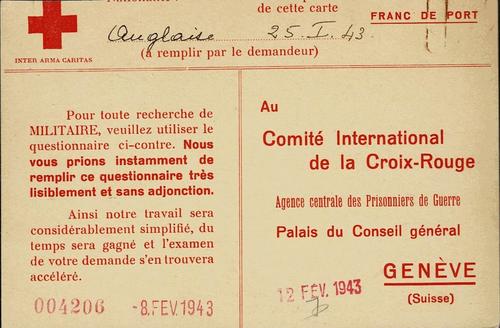 de cette carte
FRANC DE PORT
Anglaise 25.I.43
INTER ARMA CARITAS
(à remplir par le demandeur)
Pour toute recherche de
MILITAIRE, veuillez utiliser le
questionnaire ci-contre. Nous
vous prions instamment de
remplir ce questionnaire très
lisiblement et sans adjonction.
Ainsi notre travail sera
considérablement simplifié, du
temps sera gagné et l'examen
de votre demande s'en trouvera
accéléré.
004206 -8.FEV.1943
Au
Comité International
de la Croix-Rouge
Agence centrale des Prisonniers de Guerre
Palais du Conseil général
GENÈVE
(Suisse)
12 FÉV. 1943